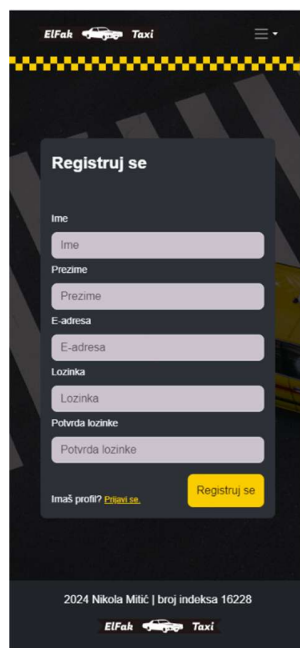 ElFak Taxi
Registruj se
Ime
Ime
Prezime
Prezime
E-adresa
E-adresa
Lozinka
Lozinka
Potvrda lozinke
Potvrda lozinke
Imaš profil? Prijavi se.
Registruj se
2024 Nikola Mitić | broj indeksa 16228
ElFak Taxi